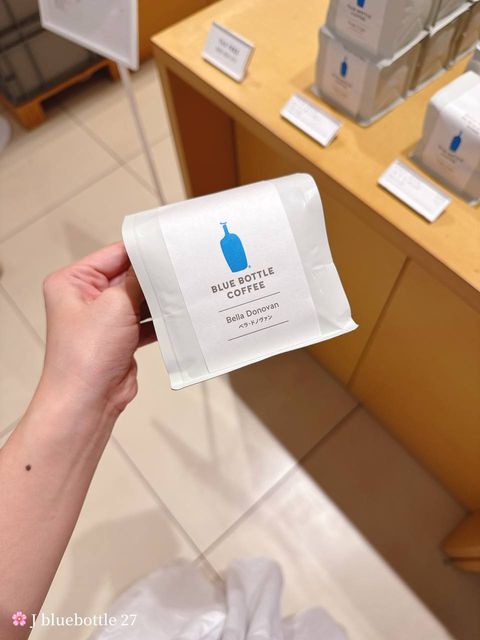 BLUE BOTTLE
COFFEE
Bella Donovan
ベラ・ドノヴァン
🌸 J bluebottle 27